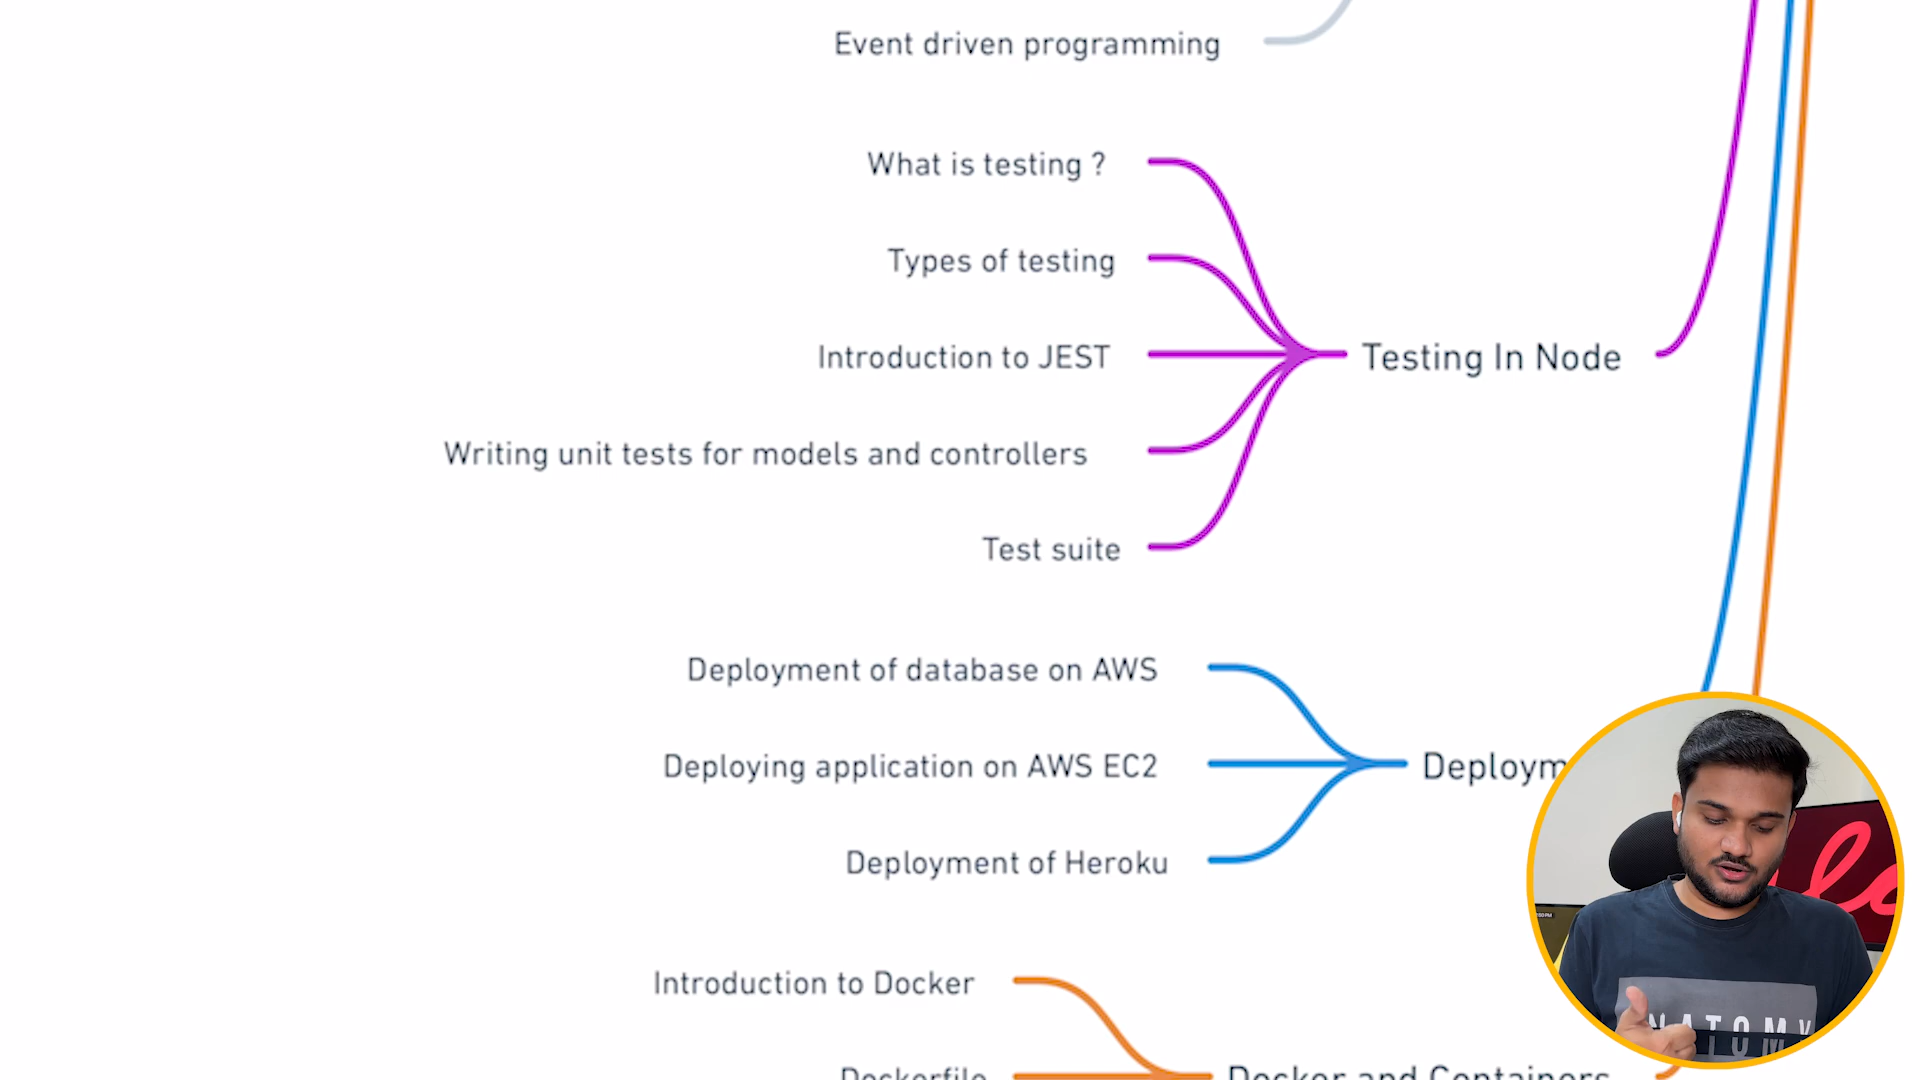 Event driven programming
What is testing ?
Types of testing
Introduction to JEST
Testing In Node
Writing unit tests for models and controllers
Test suite
Deployment of database on AWS
Deploying application on AWS EC2
Deploym
Deployment of Heroku
Introduction to Docker
Dockerfile
Docker and Containers
NATOMY